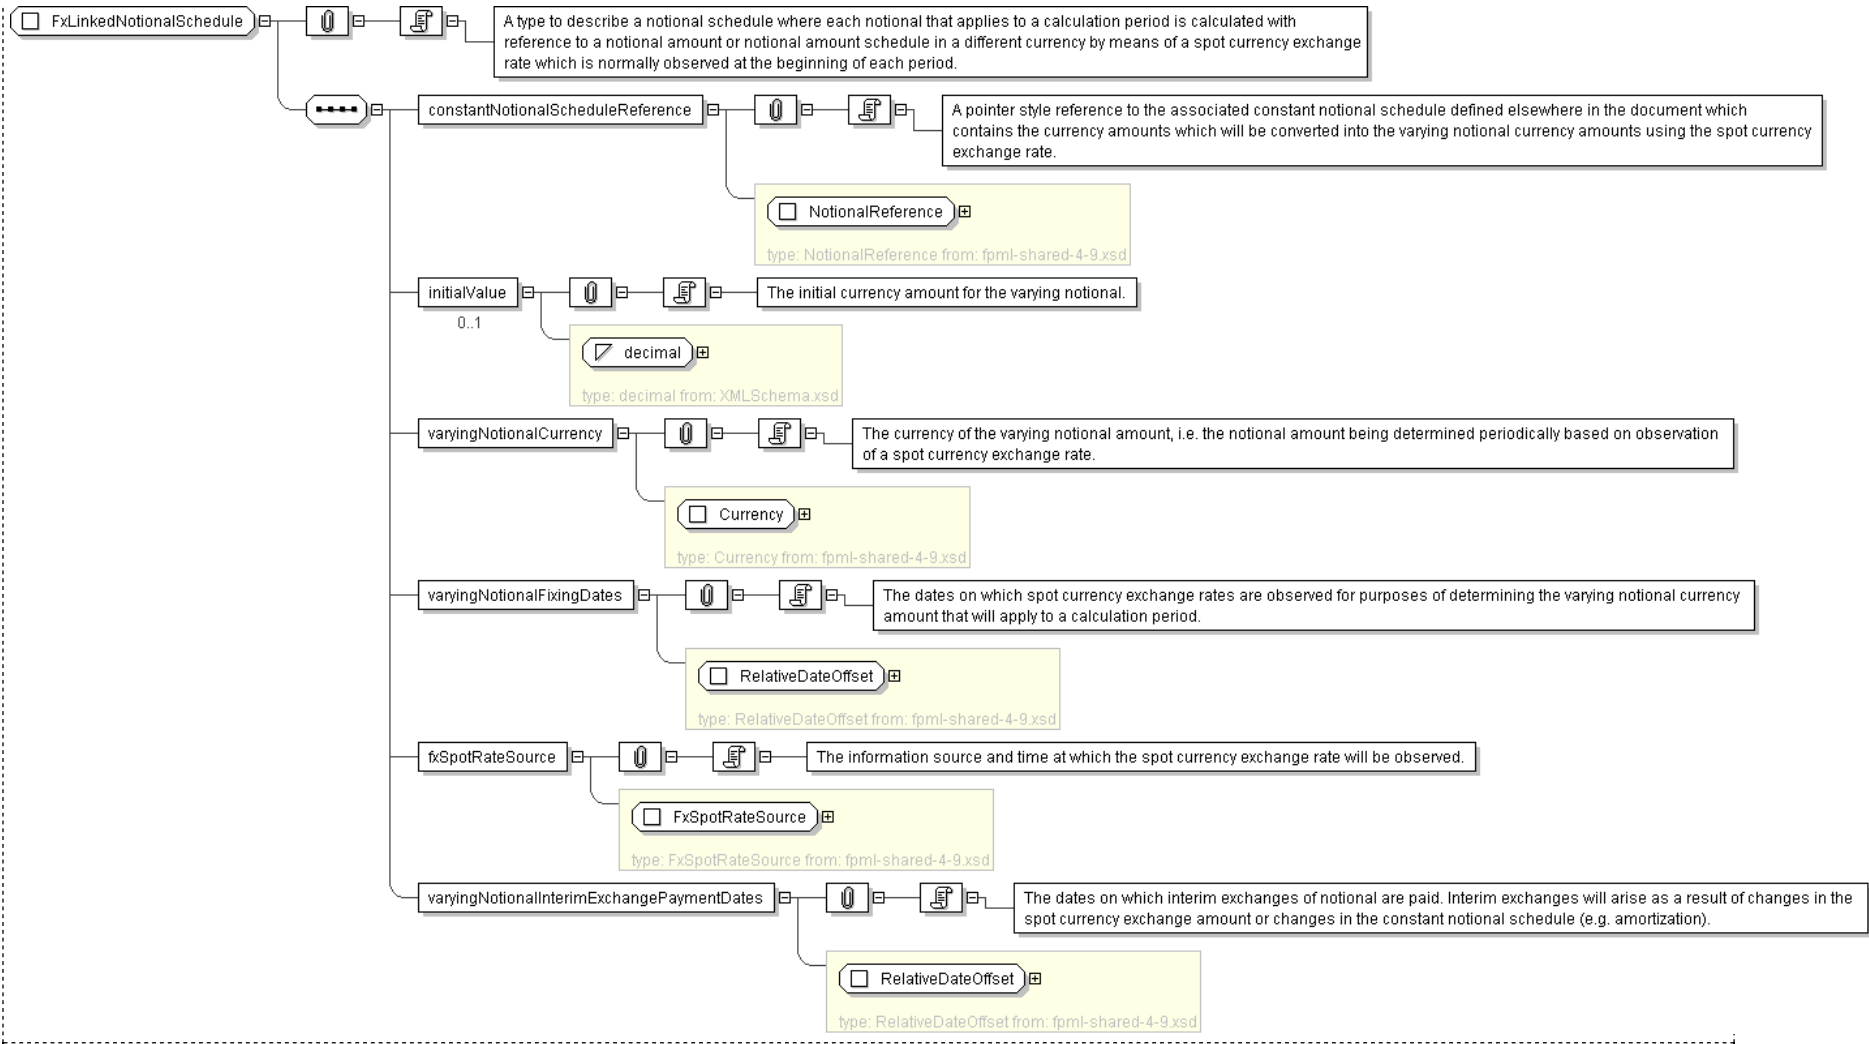 FxLinkedNotionalSchedule
A type to describe a notional schedule where each notional that applies to a calculation period is calculated with
reference to a notional amount or notional amount schedule in a different currency by means of a spot currency exchange
rate which is normally observed at the beginning of each period.
constantNotionalScheduleReference
A pointer style reference to the associated constant notional schedule defined elsewhere in the document which
contains the currency amounts which will be converted into the varying notional currency amounts using the spot currency
exchange rate.
NotionalReference
type: NotionalReference from: fpml-shared-4-9.xsd
initialValue
The initial currency amount for the varying notional.
0..1
decimal
type: decimal from: XMLSchema.xsd
varyingNotionalCurrency
The currency of the varying notional amount, i.e. the notional amount being determined periodically based on observation
of a spot currency exchange rate.
Currency
type: Currency from: fpml-shared-4-9.xsd
varyingNotionalFixingDates
The dates on which spot currency exchange rates are observed for purposes of determining the varying notional currency
amount that will apply to a calculation period.
RelativeDateOffset
type: RelativeDateOffset from: fpml-shared-4-9.xsd
fxSpotRateSource
The information source and time at which the spot currency exchange rate will be observed.
FxSpotRateSource
type: FxSpotRateSource from: fpml-shared-4-9.xsd
varyingNotionalInterimExchangePaymentDates
The dates on which interim exchanges of notional are paid. Interim exchanges will arise as a result of changes in the
spot currency exchange amount or changes in the constant notional schedule (e.g. amortization).
RelativeDateOffset
type: RelativeDateOffset from: fpml-shared-4-9.xsd